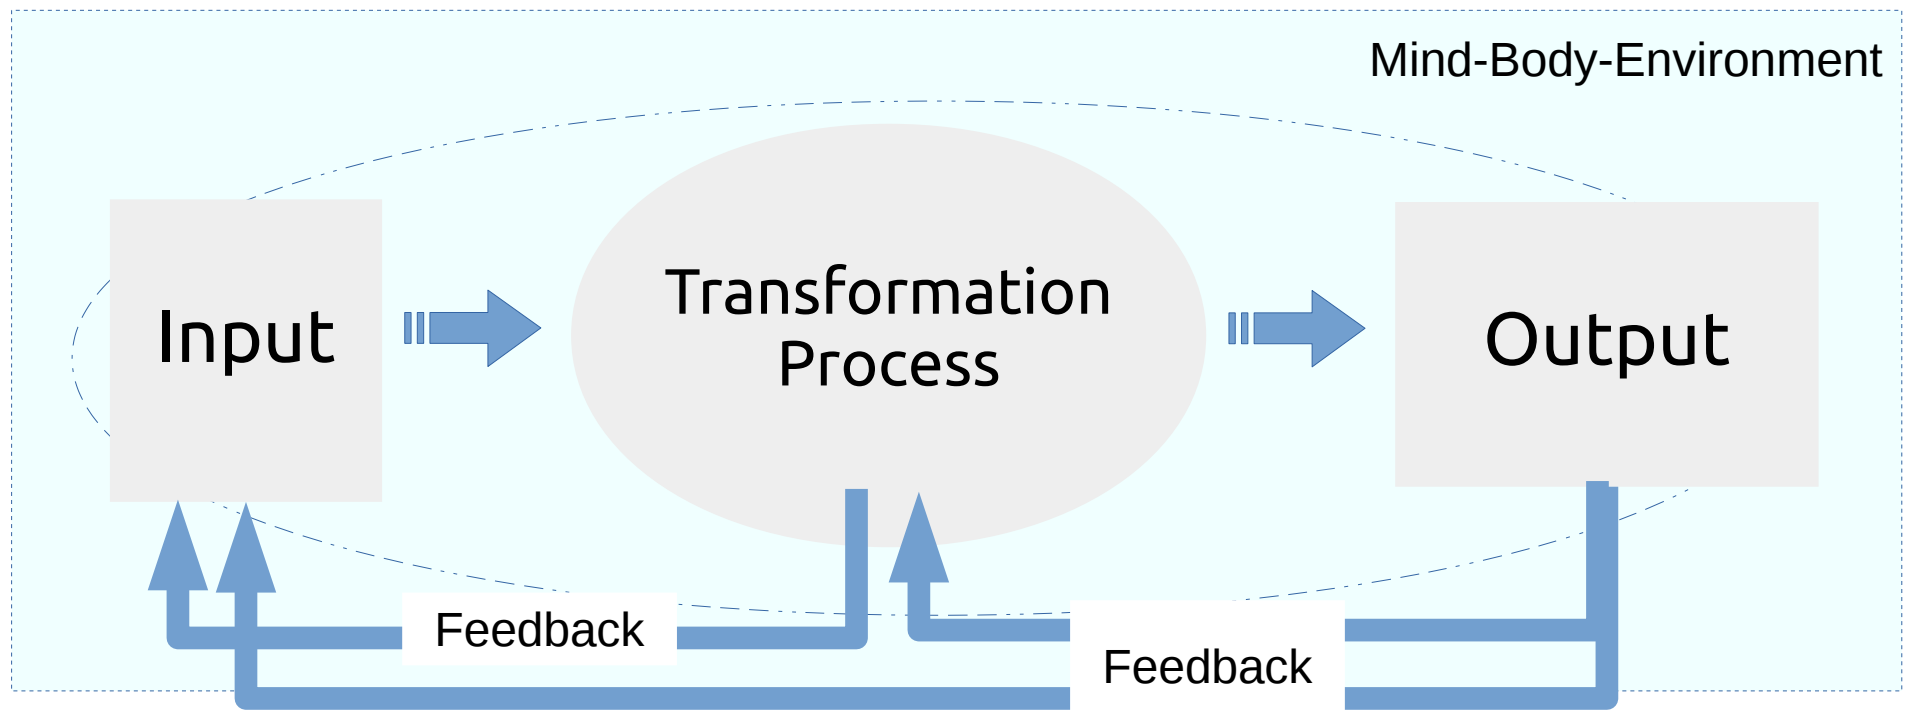 Mind-Body-Environment
Input
Transformation
Process
Output
Feedback
Feedback